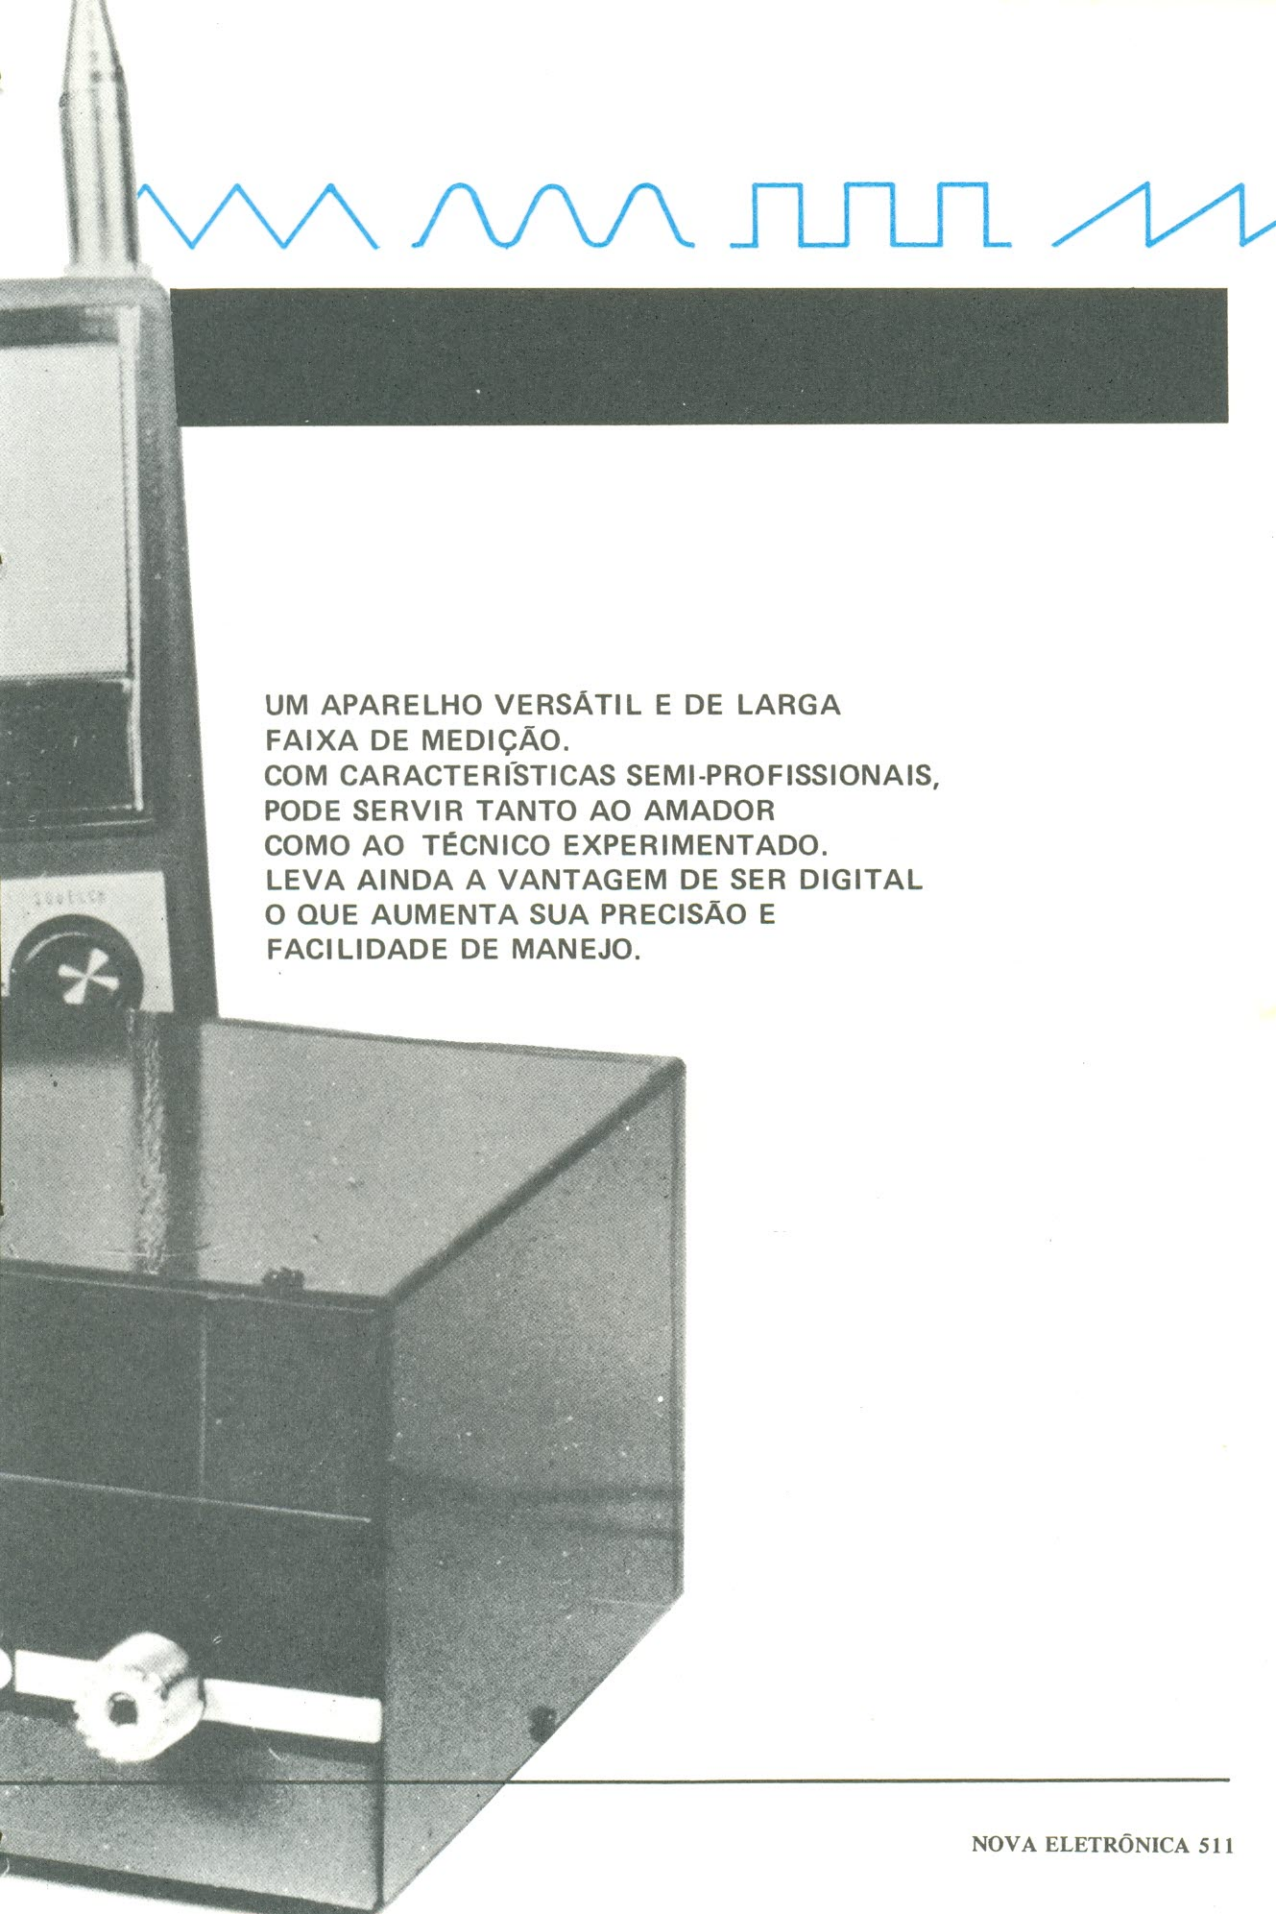 SQUELCH
UM APARELHO VERSÁTIL E DE LARGA
FAIXA DE MEDIÇÃO.
COM CARACTERÍSTICAS SEMI-PROFISSIONAIS,
PODE SERVIR TANTO AO AMADOR
COMO AO TÉCNICO EXPERIMENTADO.
LEVA AINDA A VANTAGEM DE SER DIGITAL
O QUE AUMENTA SUA PRECISÃO E
FACILIDADE DE MANEJO.
NOVA ELETRÔNICA 511